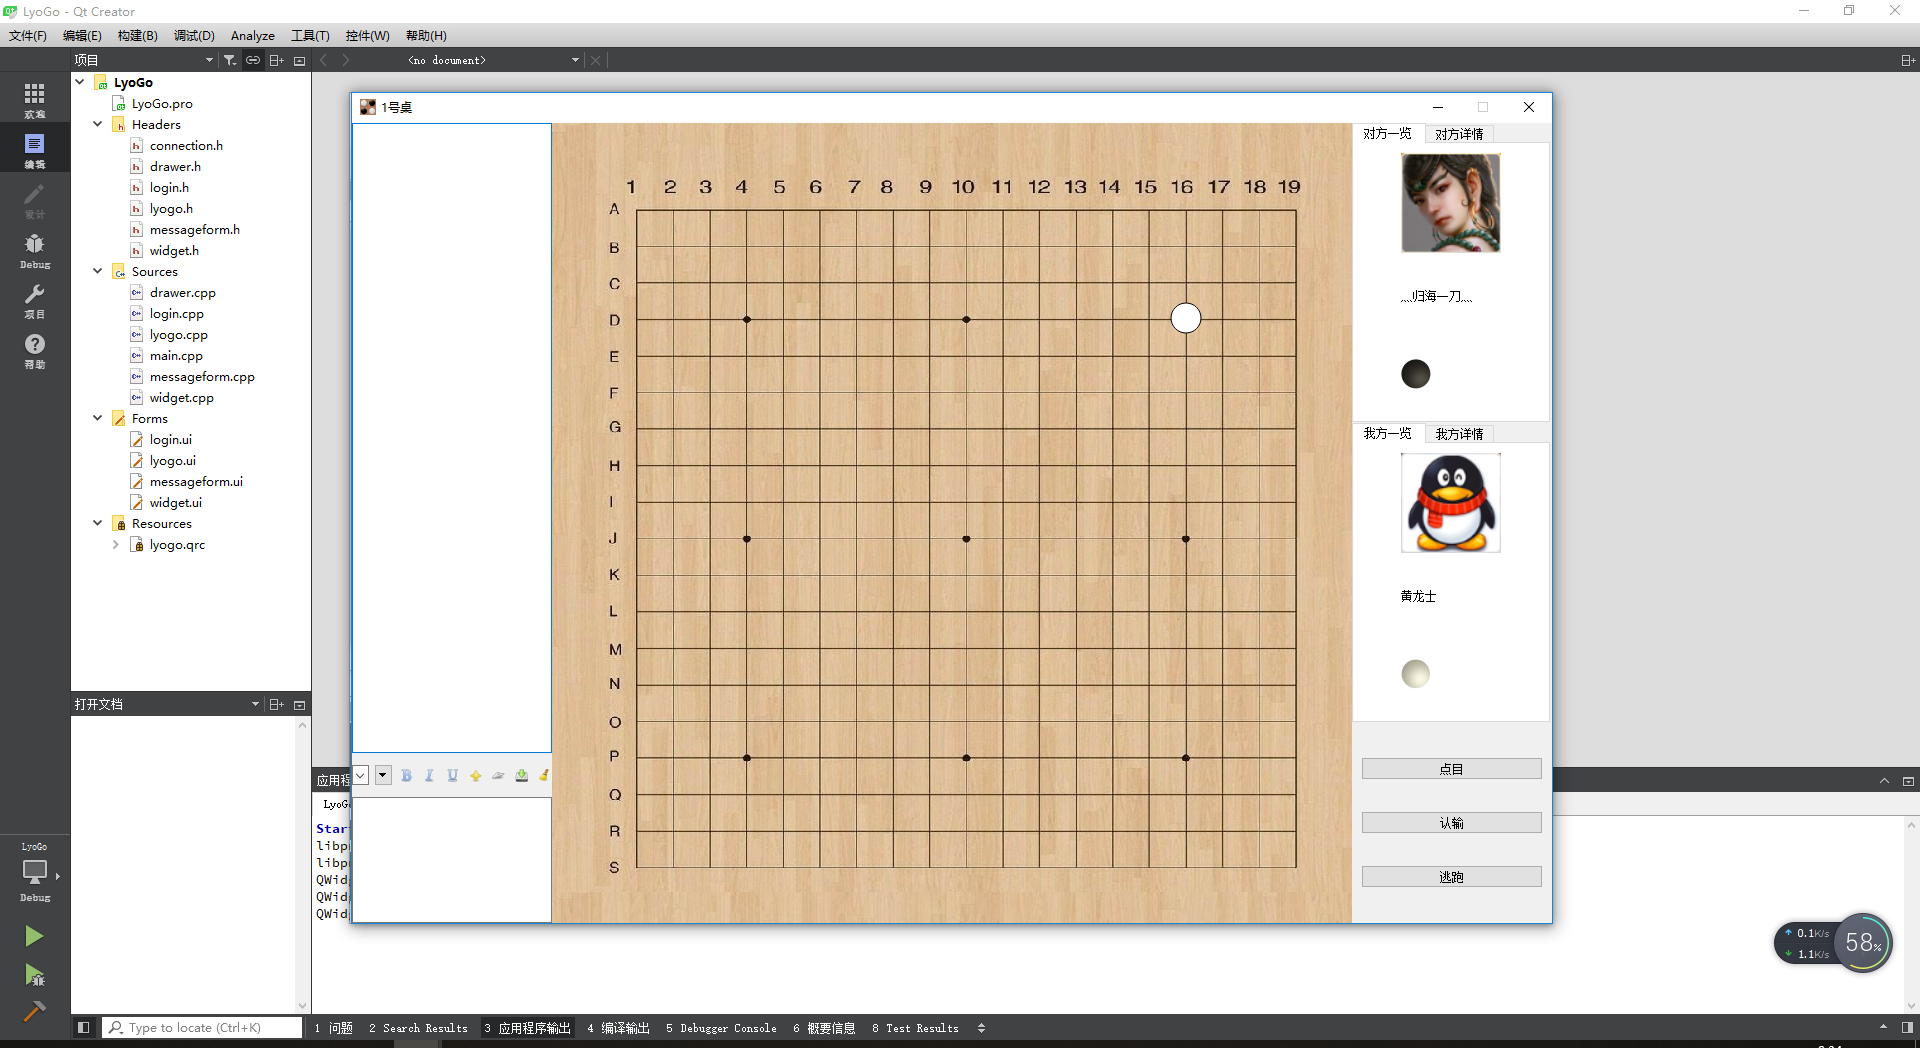 LyoGo - Qt Creator
文件(F) 编辑(E) 构建(B) 调试(D) Analyze 工具(T) 控件(W) 帮助(H)
项目
<no document>
欢迎
编辑
设计
Debug
项目
帮助
LyoGo
LyoGo.pro
Headers
connection.h
drawer.h
login.h
lyogo.h
messageform.h
widget.h
Sources
drawer.cpp
login.cpp
lyogo.cpp
main.cpp
messageform.cpp
widget.cpp
Forms
login.ui
lyogo.ui
messageform.ui
widget.ui
Resources
lyogo.qrc
打开文档
1号桌
1 2 3 4 5 6 7 8 9 10 11 12 13 14 15 16 17 18 19
A
B
C
D
E
F
G
H
I
J
K
L
M
N
O
P
Q
R
S
B I U
对方一览 对方详情
﹏归海一刀﹏
我方一览 我方详情
黄龙士
点目
认输
逃跑
应用程
LyoG
Star
libp
libp
QWid
QWid
QWid
LyoGo
Debug
0.1K/s
1.1K/s
58%
Type to locate (Ctrl+K)
1 问题 2 Search Results 3 应用程序输出 4 编译输出 5 Debugger Console 6 概要信息 8 Test Results